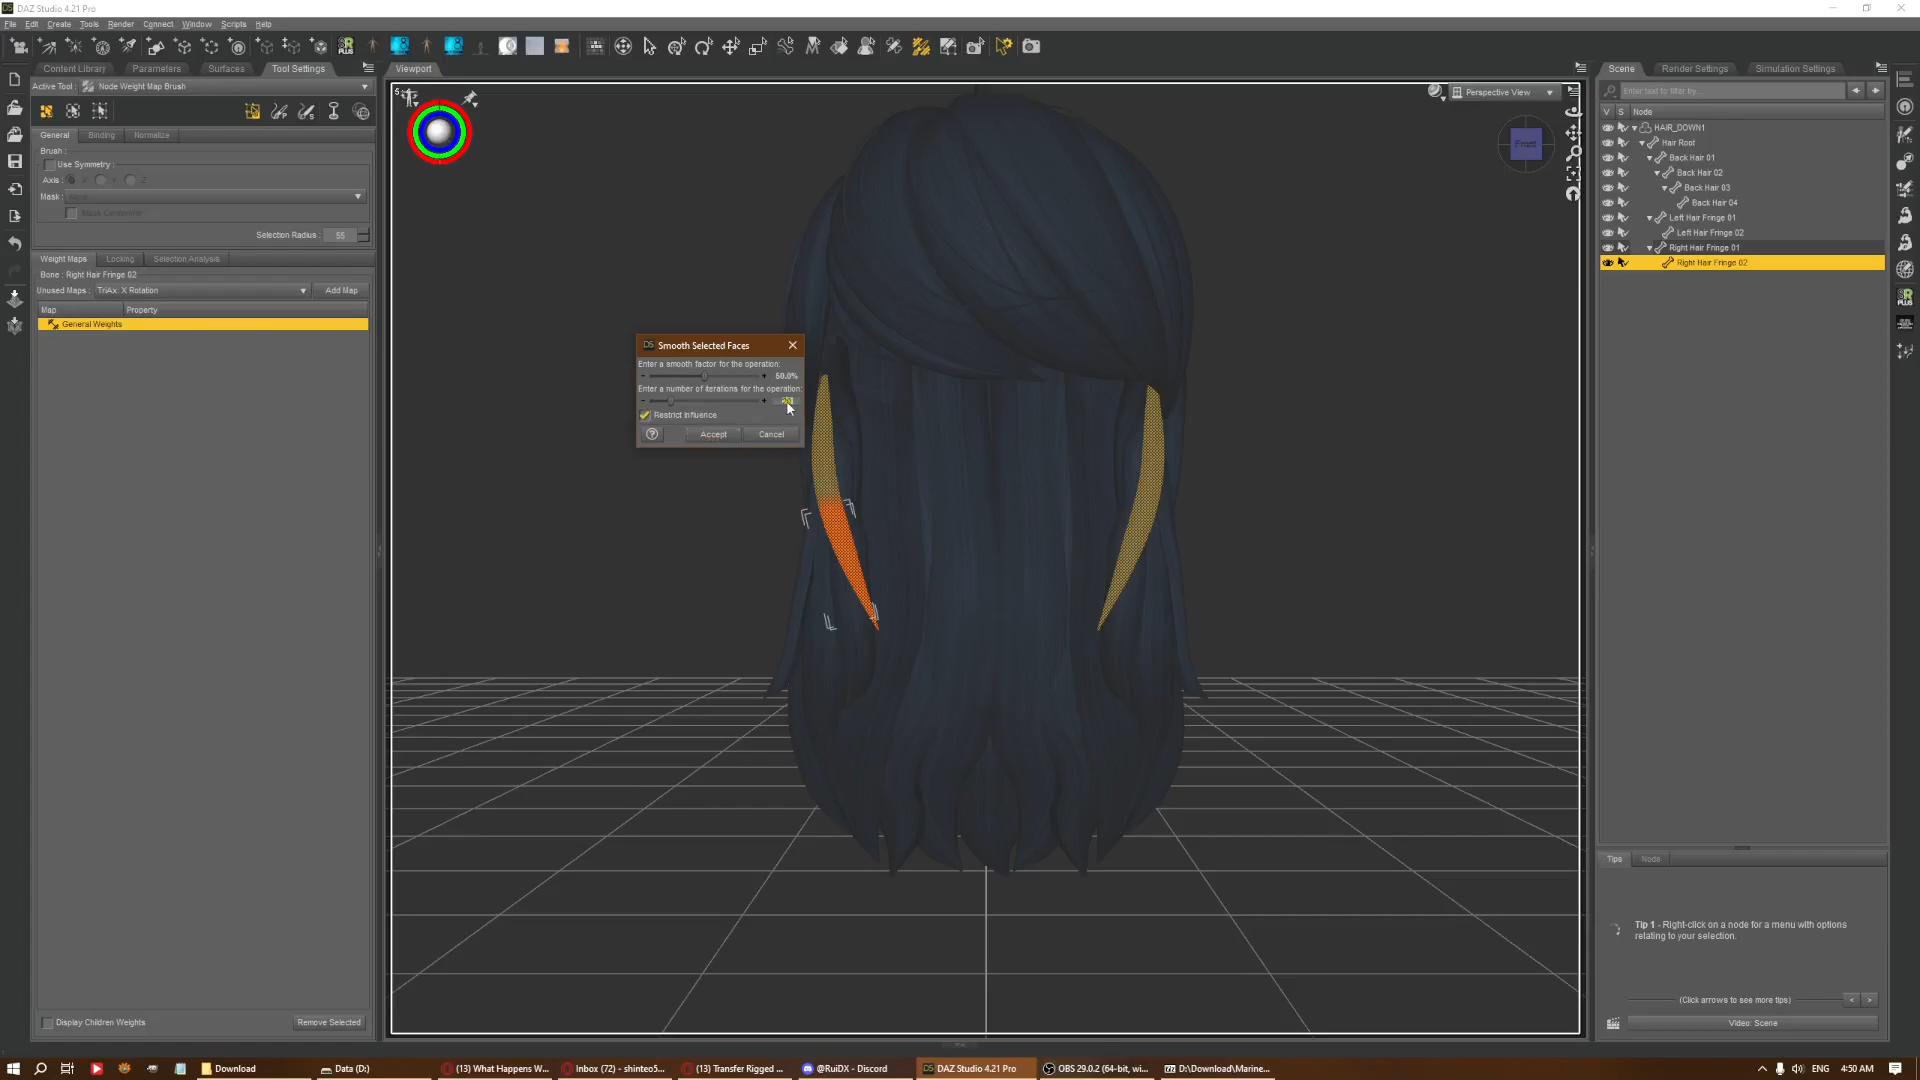 DAZ Studio 4.21 Pro
File Edit Create Tools Render Connect Window Scripts Help
Content Library Parameters Surfaces Tool Settings
Viewport
Scene Render Settings Simulation Settings
Active Tool : Node Weight Map Brush
Perspective View
Enter text to filter by...
V S Node
General Binding Normalize
Brush :
Use Symmetry :
Axis : X Y Z
Mask :
Mask Containment
Selection Radius : 55
HAIR_DOWN1
Hair Root
Back Hair 01
Back Hair 02
Back Hair 03
Back Hair 04
Left Hair Fringe 01
Left Hair Fringe 02
Right Hair Fringe 01
Right Hair Fringe 02
Front
Weight Maps Locking Selection Analysis
Bone : Right Hair Fringe 02
Unused Maps : TriAx: X Rotation Add Map
Map Property
General Weights
Smooth Selected Faces
Enter a smooth factor for the operation:
50.0%
Enter a number of iterations for the operation:
Restrict Influence
Accept Cancel
Tips Node
Tip 1 - Right-click on a node for a menu with options
relating to your selection.
(Click arrows to see more tips)
Video: Scene
Display Children Weights Remove Selected
Download
Data (D:)
(13) What Happens W...
Inbox (72) - shinteo5...
(13) Transfer Rigged ...
@RuiDX - Discord
DAZ Studio 4.21 Pro
OBS 29.0.2 (64-bit, wi...
D:\Download\Marine...
ENG
4:50 AM